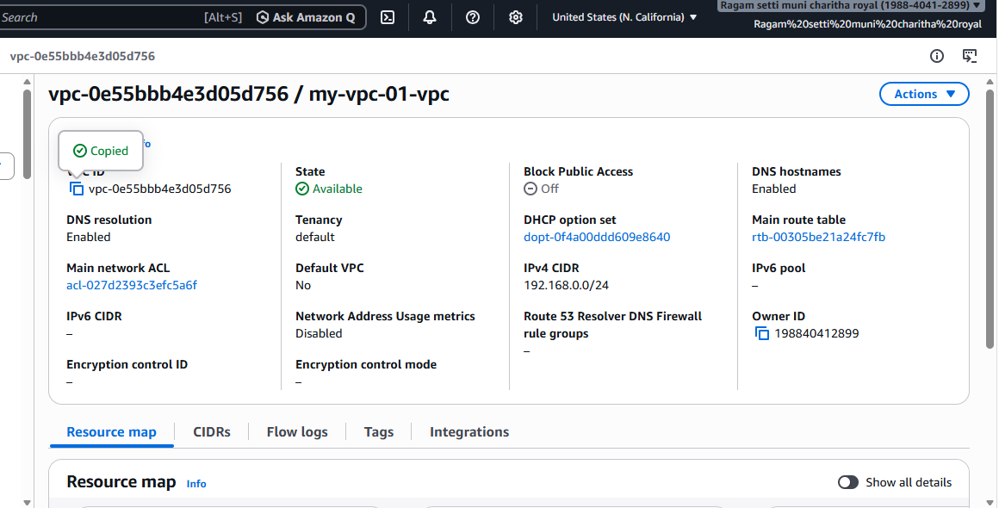 Search [Alt+S] Ask Amazon Q United States (N. California) Ragam setti muni charitha royal (1988-4041-2899)
Ragam%20setti%20muni%20charitha%20royal
vpc-0e55bbb4e3d05d756
vpc-0e55bbb4e3d05d756 / my-vpc-01-vpc
Actions
Copied
VPC ID
vpc-0e55bbb4e3d05d756
State
Available
Block Public Access
Off
DNS hostnames
Enabled
DNS resolution
Enabled
Tenancy
default
DHCP option set
dopt-0f4a00ddd609e8640
Main route table
rtb-00305be21a24fc7fb
Main network ACL
acl-027d2393c3efc5a6f
Default VPC
No
IPv4 CIDR
192.168.0.0/24
IPv6 pool
–
IPv6 CIDR
–
Network Address Usage metrics
Disabled
Route 53 Resolver DNS Firewall
rule groups
–
Owner ID
198840412899
Encryption control ID
–
Encryption control mode
–
Resource map CIDRs Flow logs Tags Integrations
Resource map Info
Show all details